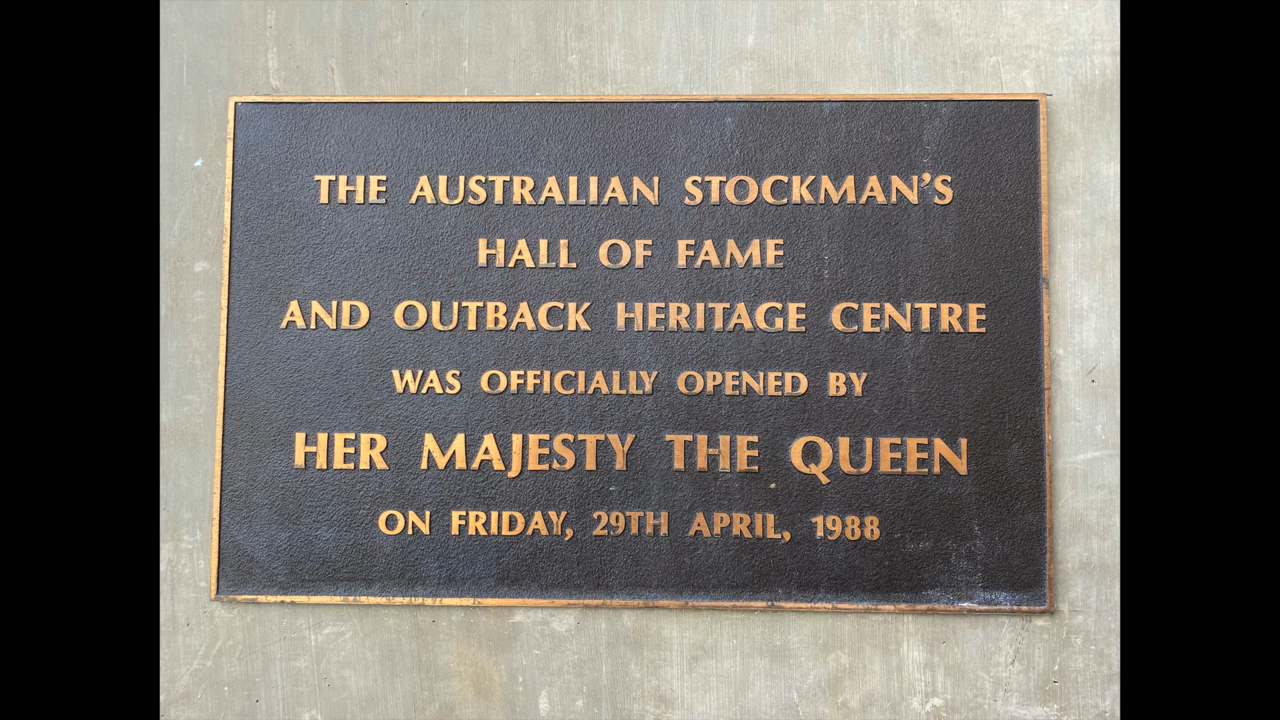 THE AUSTRALIAN STOCKMAN'S
HALL OF FAME
AND OUTBACK HERITAGE CENTRE
WAS OFFICIALLY OPENED BY
HER MAJESTY THE QUEEN
ON FRIDAY, 29TH APRIL, 1988